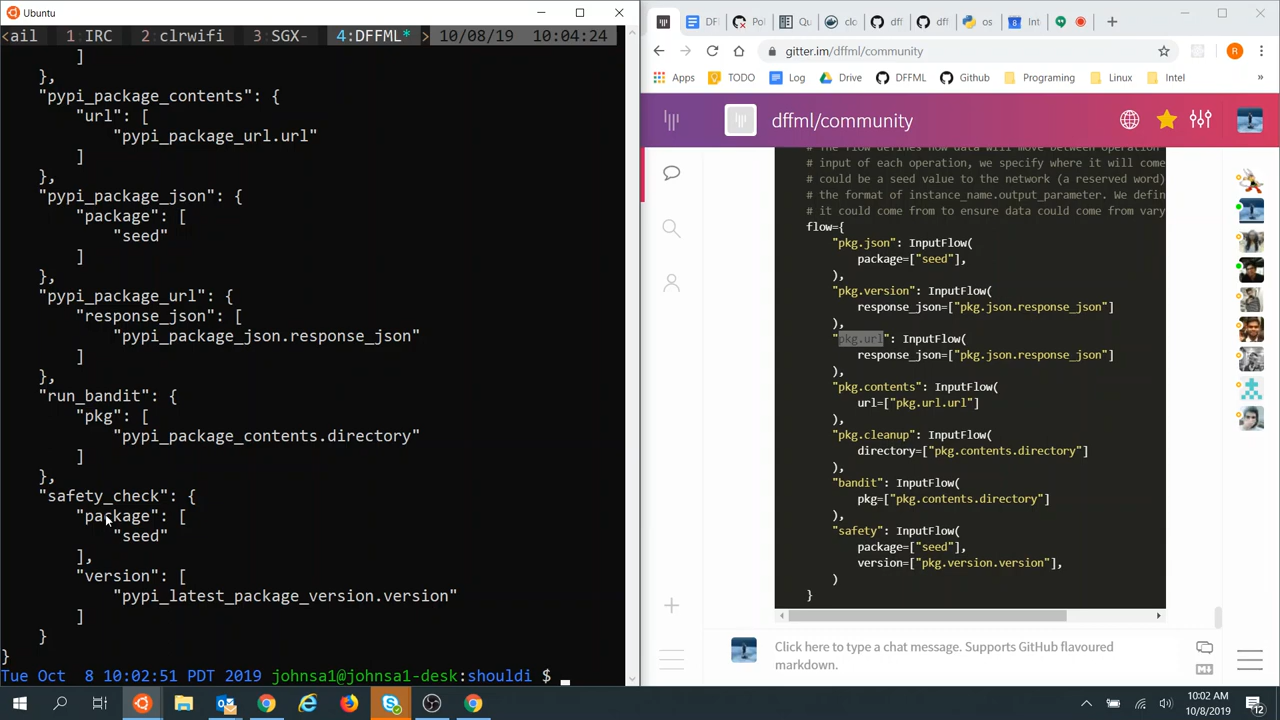 Ubuntu
<ail 1 IRC 2 clrwifi 3 SGX- 4:DFFML* > 10/08/19 10:04:24
]
},
"pypi_package_contents": {
"url": [
"pypi_package_url.url"
]
},
"pypi_package_json": {
"package": [
"seed"
]
},
"pypi_package_url": {
"response_json": [
"pypi_package_json.response_json"
]
},
"run_bandit": {
"pkg": [
"pypi_package_contents.directory"
]
},
"safety_check": {
"package": [
"seed"
],
"version": [
"pypi_latest_package_version.version"
]
}
}
Tue Oct 8 10:02:51 PDT 2019 johnsa1@johnsa1-desk:shouldi $
DF Po Qu clo dff dff os Int
gitter.im/dffml/community R
Apps TODO Log Drive DFFML Github Programing Linux Intel »
dffml/community
# The flow defines how data will move between operation
# input of each operation, we specify where it will come
# could be a seed value to the network (a reserved word)
# the format of instance_name.output_parameter. We defin
# it could come from to ensure data could come from vary
flow={
"pkg.json": InputFlow(
package=["seed"],
),
"pkg.version": InputFlow(
response_json=["pkg.json.response_json"]
),
"pkg.url": InputFlow(
response_json=["pkg.json.response_json"]
),
"pkg.contents": InputFlow(
url=["pkg.url.url"]
),
"pkg.cleanup": InputFlow(
directory=["pkg.contents.directory"]
),
"bandit": InputFlow(
pkg=["pkg.contents.directory"]
),
"safety": InputFlow(
package=["seed"],
version=["pkg.version.version"],
)
}
Click here to type a chat message. Supports GitHub flavoured
markdown.
10:02 AM
10/8/2019
12